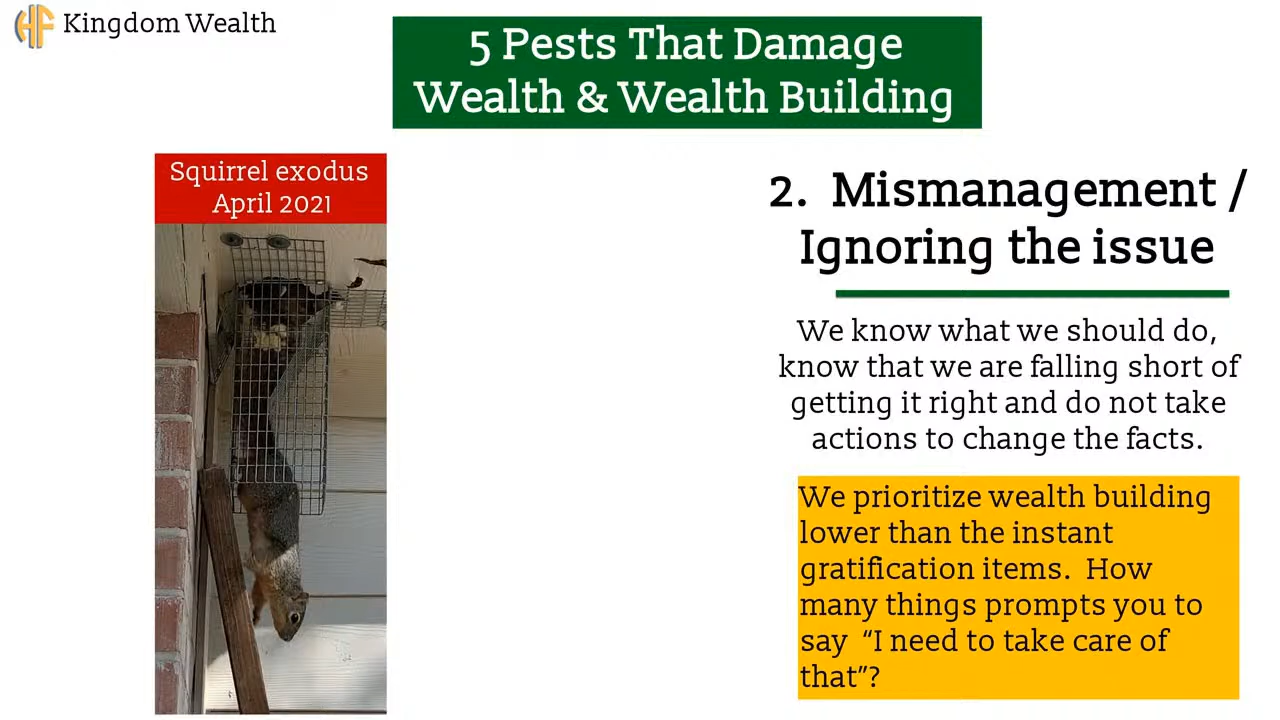 HF Kingdom Wealth
5 Pests That Damage
Wealth & Wealth Building
Squirrel exodus
April 2021
2. Mismanagement /
Ignoring the issue
We know what we should do,
know that we are falling short of
getting it right and do not take
actions to change the facts.
We prioritize wealth building
lower than the instant
gratification items. How
many things prompts you to
say “I need to take care of
that”?